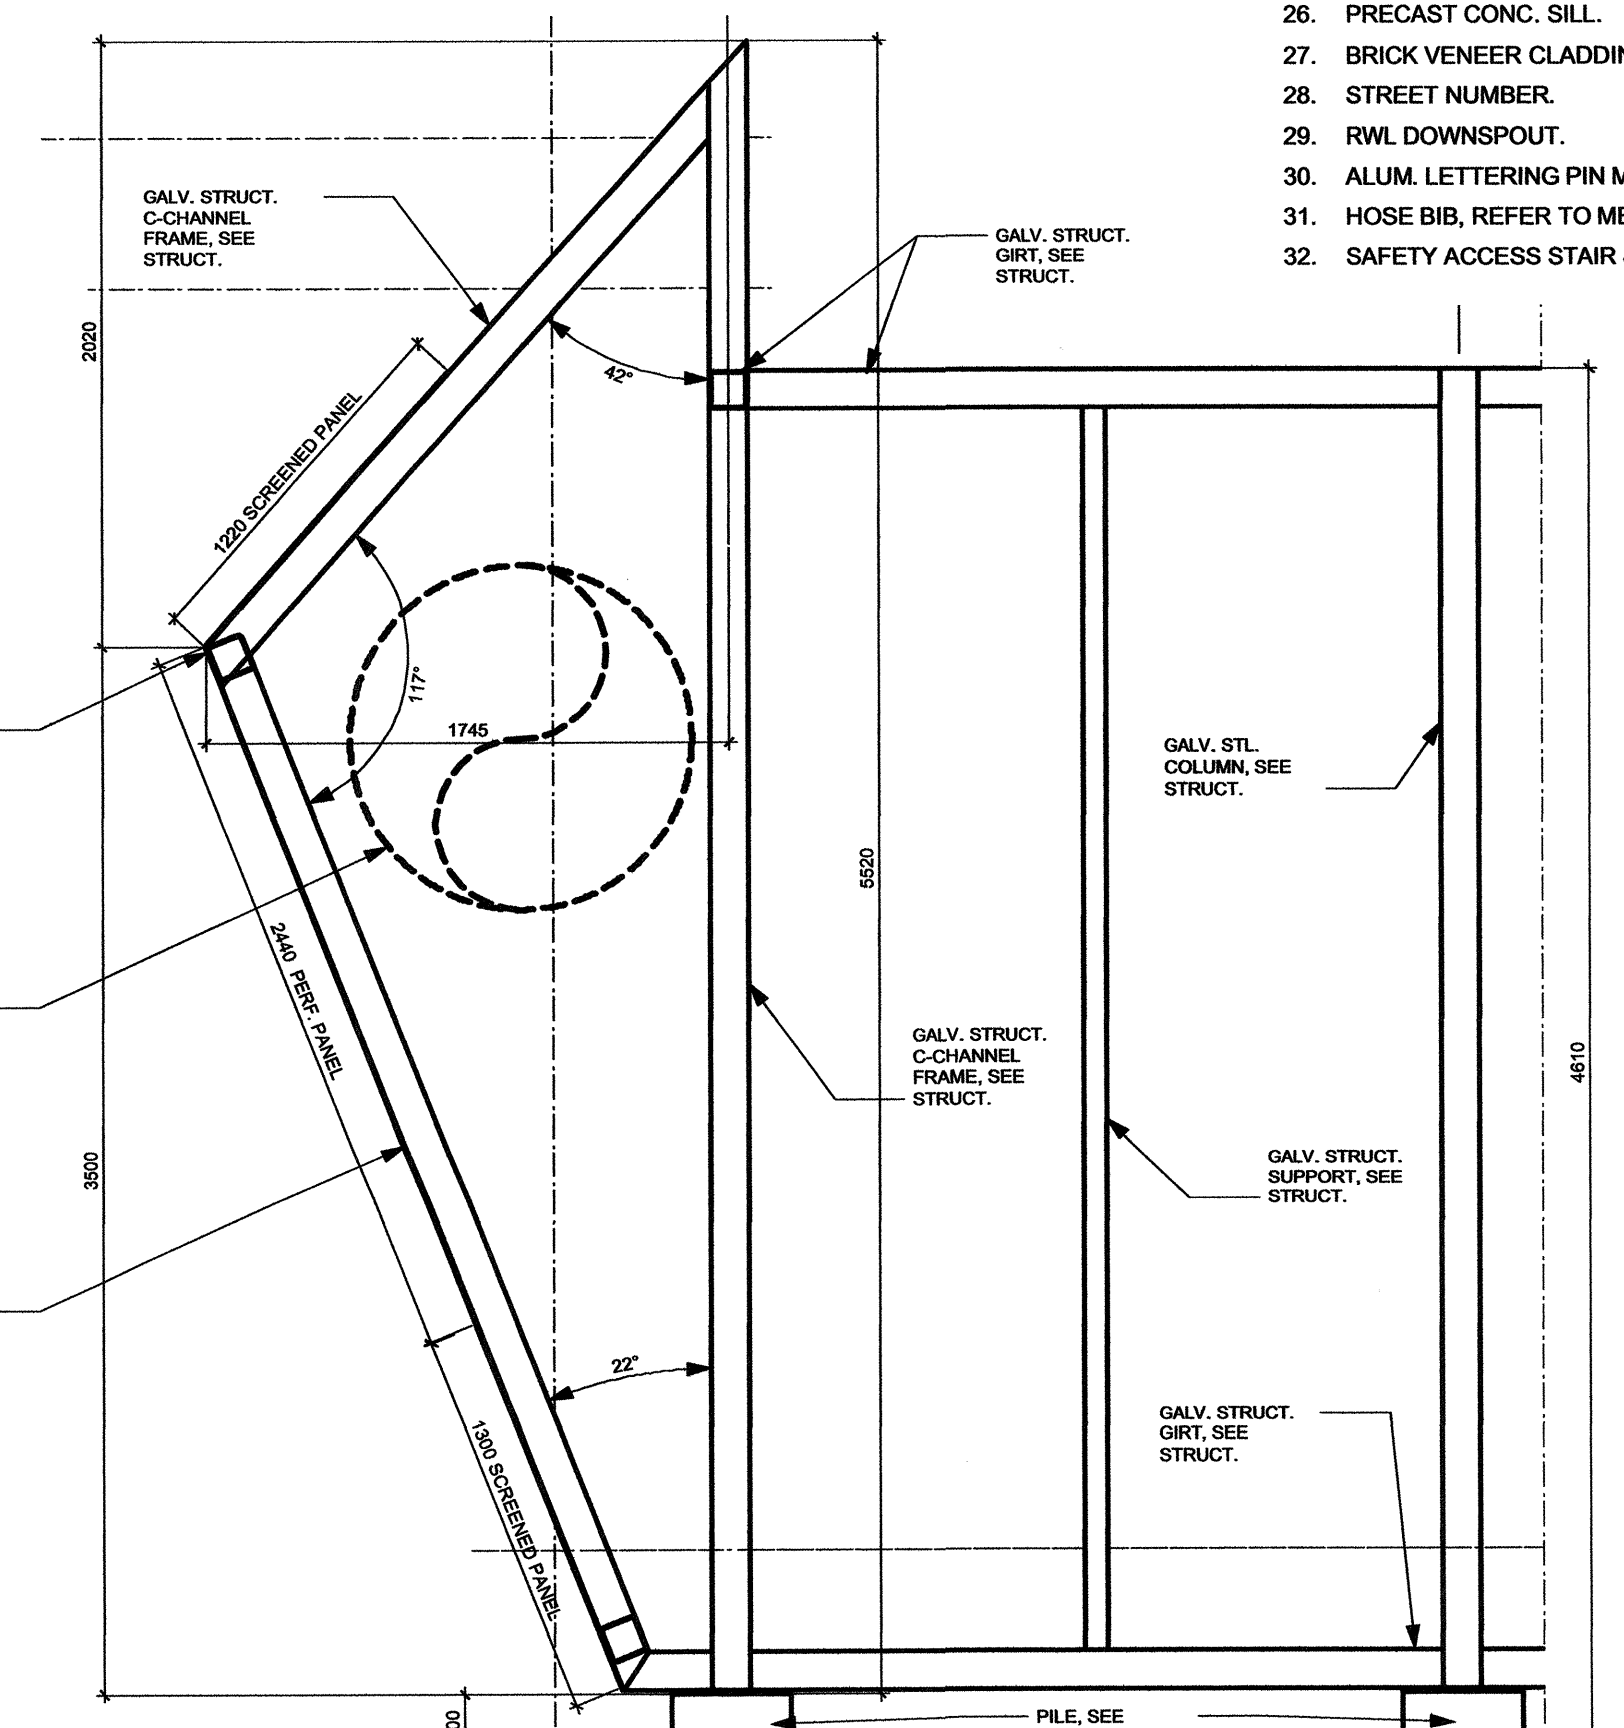 26. PRECAST CONC. SILL.
27. BRICK VENEER
28. STREET NUMBER.
29. RWL DOWNSPOUT.
30. ALUM. LETTERING PIN
31. HOSE BIB, REFER TO
32. SAFETY ACCESS STAIR
GALV. STRUCT.
C-CHANNEL
FRAME, SEE
STRUCT.
GALV. STRUCT.
GIRT, SEE
STRUCT.
2020
42°
1220 SCREENED PANEL
117°
1745
GALV. STL.
COLUMN, SEE
STRUCT.
5520
2440 PERF. PANEL
GALV. STRUCT.
C-CHANNEL
FRAME, SEE
STRUCT.
4610
3500
GALV. STRUCT.
SUPPORT, SEE
STRUCT.
22°
GALV. STRUCT.
GIRT, SEE
STRUCT.
1300 SCREENED PANEL
PILE, SEE